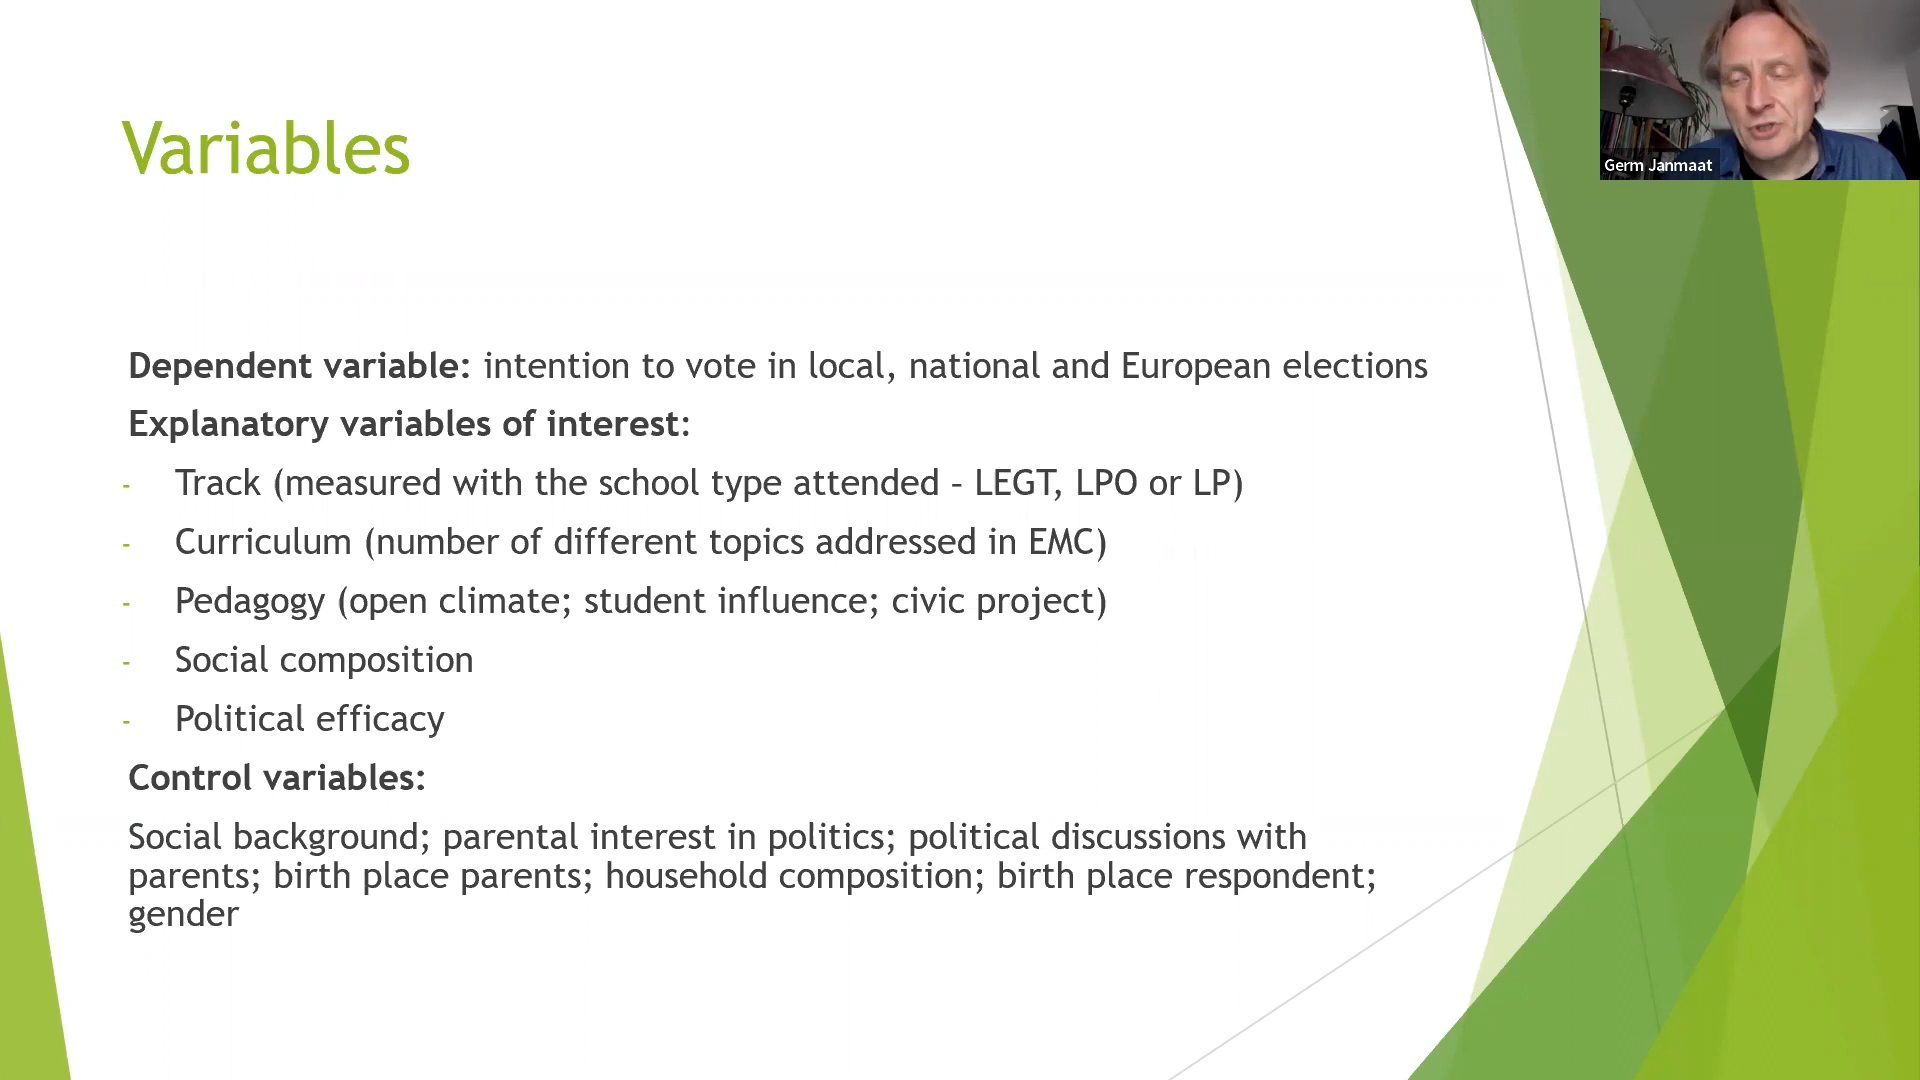 Variables
Germ Janmaat
Dependent variable: intention to vote in local, national and European elections
Explanatory variables of interest:
- Track (measured with the school type attended – LEGT, LPO or LP)
- Curriculum (number of different topics addressed in EMC)
- Pedagogy (open climate; student influence; civic project)
- Social composition
- Political efficacy
Control variables:
Social background; parental interest in politics; political discussions with
parents; birth place parents; household composition; birth place respondent;
gender